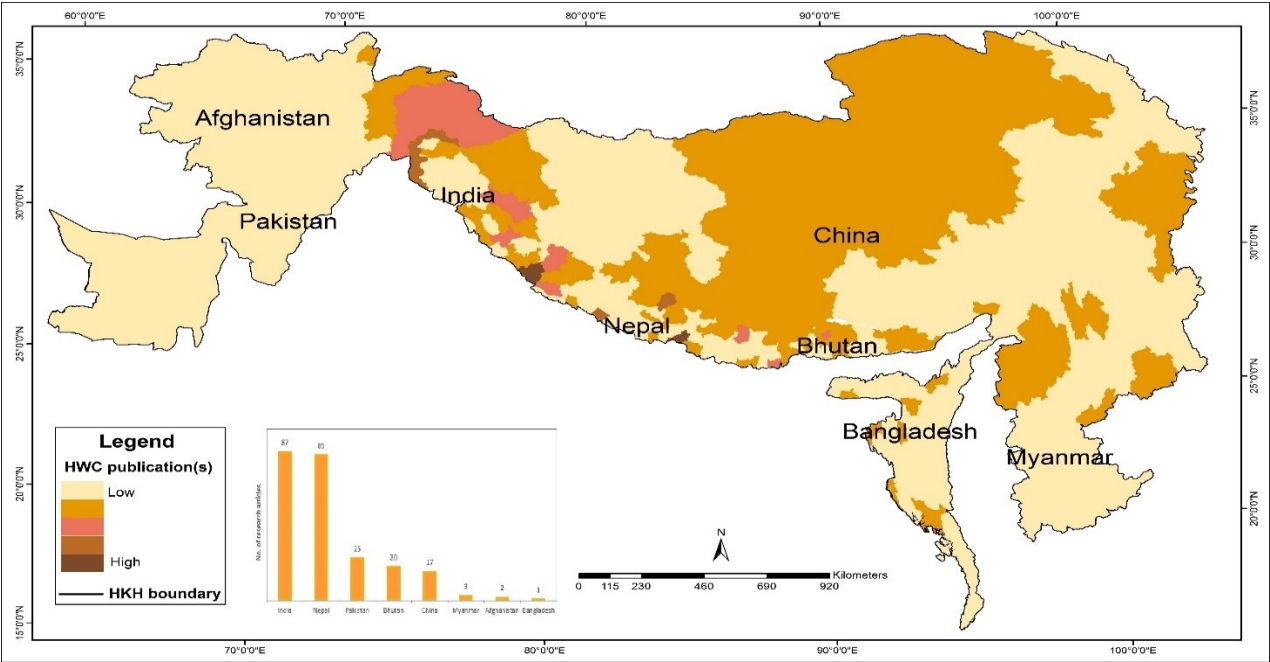 60°0'0"E 70°0'0"E 80°0'0"E 90°0'0"E 100°0'0"E
35°0'0"N
30°0'0"N
25°0'0"N
20°0'0"N
15°0'0"N
Afghanistan
Pakistan
India
China
Nepal
Bhutan
Bangladesh
Myanmar
35°0'0"N
30°0'0"N
25°0'0"N
20°0'0"N
Legend
HWC publication(s)
Low
High
HKH boundary
No. of research articles
87
85
25
20
17
3
2
1
India Nepal Pakistan Bhutan China Myanmar Afghanistan Bangladesh
N
Kilometers
0 115 230 460 690 920
70°0'0"E 80°0'0"E 90°0'0"E 100°0'0"E